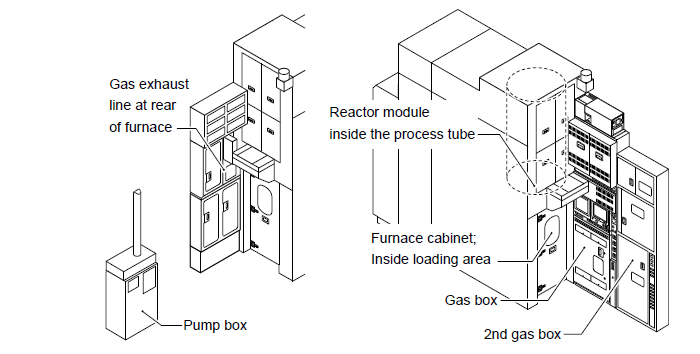 Gas exhaust
line at rear
of furnace
Pump box
Reactor module
inside the process tube
Furnace cabinet;
Inside loading area
Gas box
2nd gas box